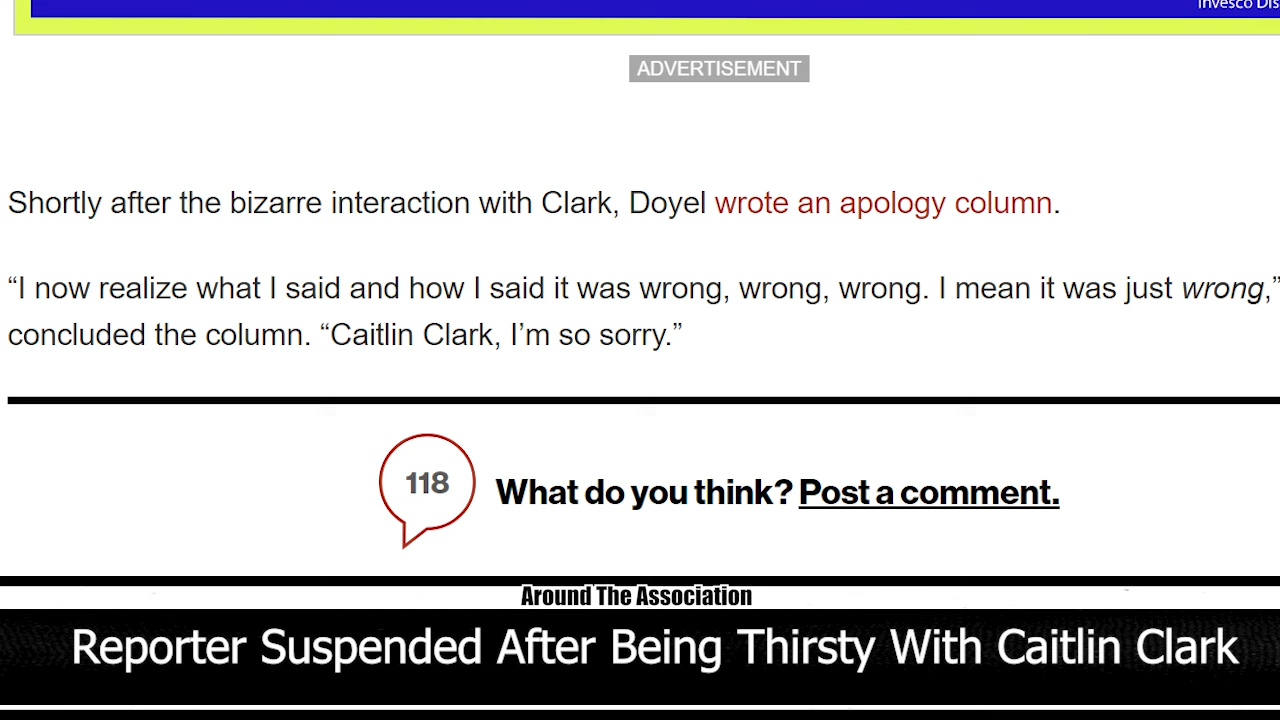 Invesco Dis
ADVERTISEMENT
Shortly after the bizarre interaction with Clark, Doyel wrote an apology column.
“I now realize what I said and how I said it was wrong, wrong, wrong. I mean it was just wrong,”
concluded the column. “Caitlin Clark, I’m so sorry.”
118
What do you think? Post a comment.
Around The Association
Reporter Suspended After Being Thirsty With Caitlin Clark